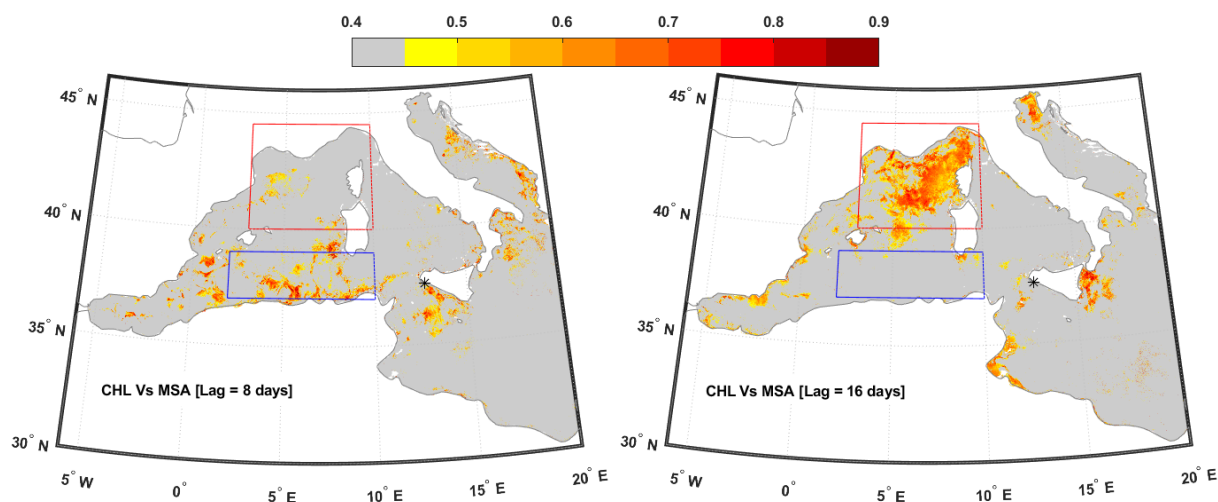 0.4 0.5 0.6 0.7 0.8 0.9
45° N
40° N
35° N
30° N
CHL Vs MSA [Lag = 8 days]
5° W 0° 5° E 10° E 15° E 20° E
45° N
40° N
35° N
30° N
CHL Vs MSA [Lag = 16 days]
5° W 0° 5° E 10° E 15° E 20° E